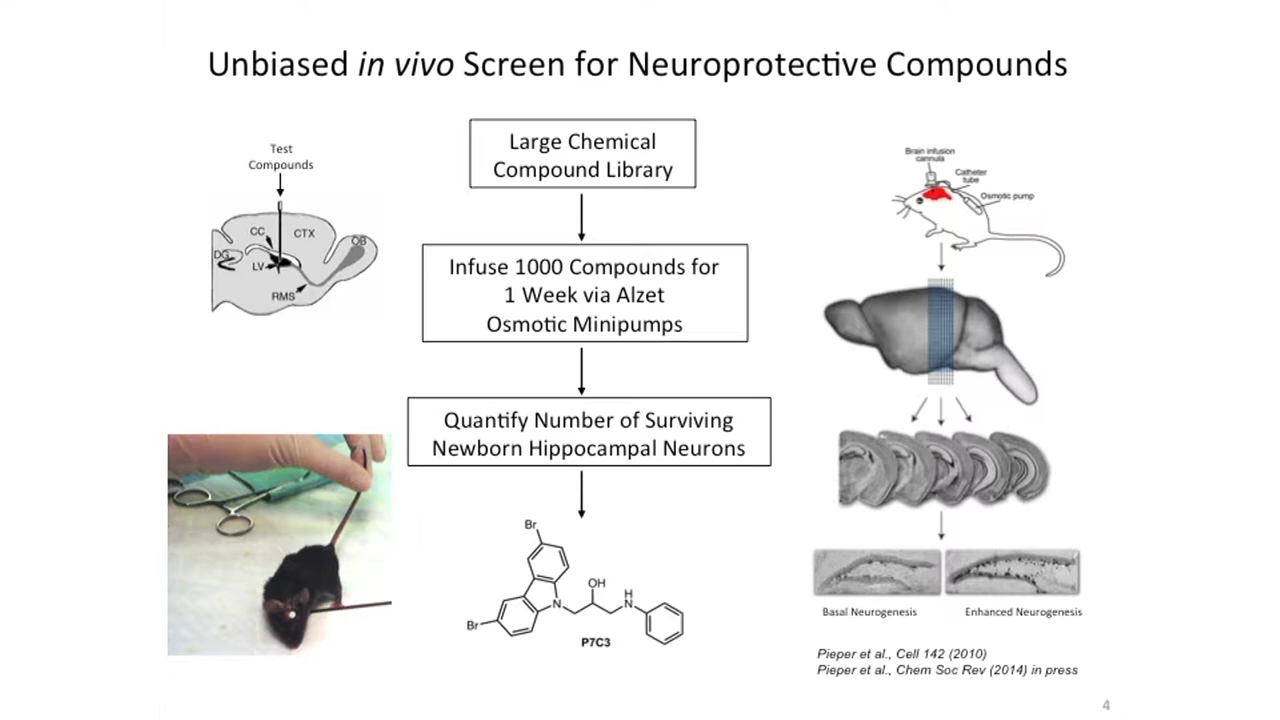 Unbiased in vivo Screen for Neuroprotective Compounds
Test
Compounds
CC
CTX
OB
DG
LV
RMS
Large Chemical
Compound Library
Infuse 1000 Compounds for
1 Week via Alzet
Osmotic Minipumps
Quantify Number of Surviving
Newborn Hippocampal Neurons
Br
OH
H
N
N
Br
P7C3
Brain infusion
cannula
Catheter
tube
Osmotic pump
Basal Neurogenesis
Enhanced Neurogenesis
Pieper et al., Cell 142 (2010)
Pieper et al., Chem Soc Rev (2014) in press
4